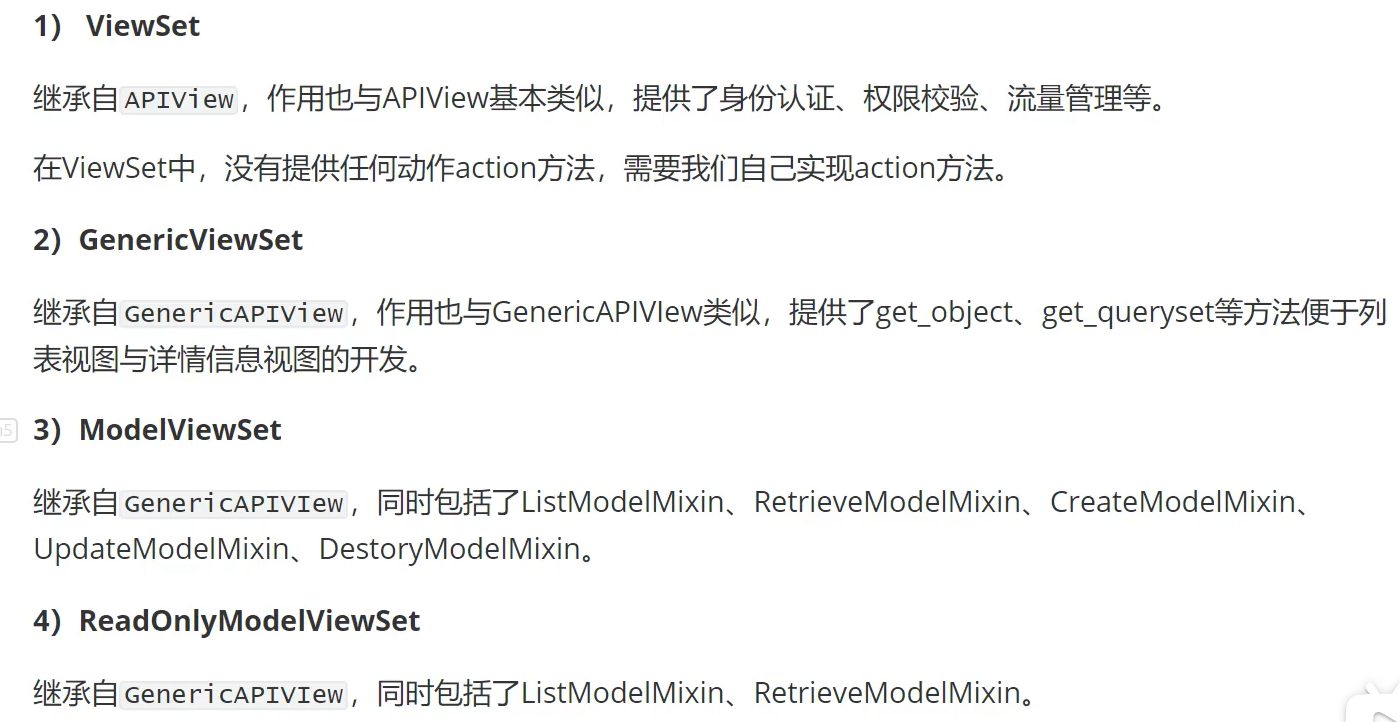 1） ViewSet
继承自APIView，作用也与APIView基本类似，提供了身份认证、权限校验、流量管理等。
在ViewSet中，没有提供任何动作action方法，需要我们自己实现action方法。
2）GenericViewSet
继承自GenericAPIView，作用也与GenericAPIVIew类似，提供了get_object、get_queryset等方法便于列
表视图与详情信息视图的开发。
3）ModelViewSet
继承自GenericAPIVIew，同时包括了ListModelMixin、RetrieveModelMixin、CreateModelMixin、
UpdateModelMixin、DestoryModelMixin。
4）ReadOnlyModelViewSet
继承自GenericAPIVIew，同时包括了ListModelMixin、RetrieveModelMixin。